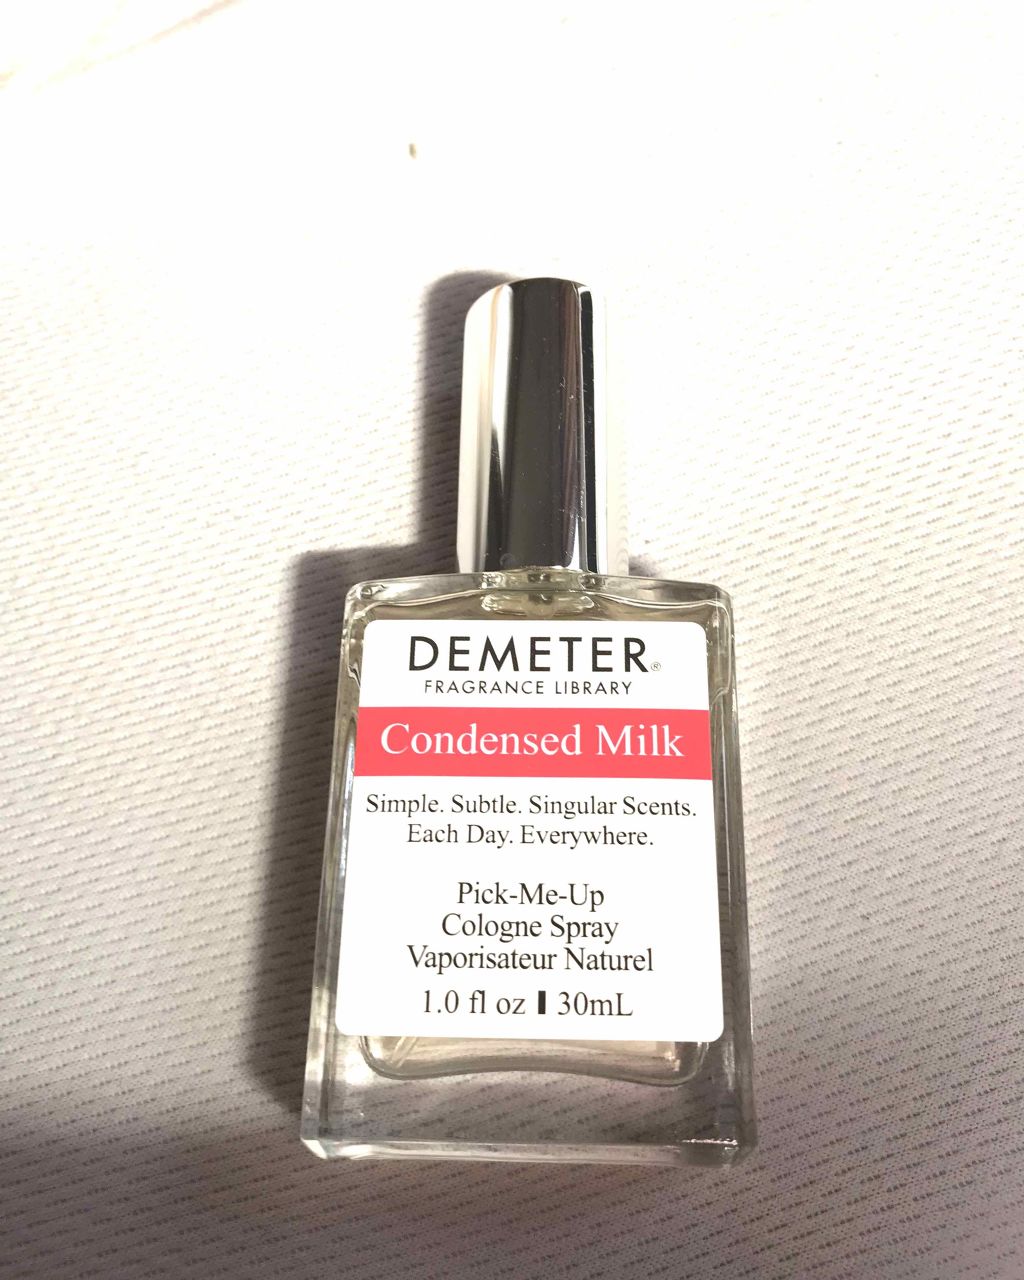 DEMETER®
FRAGRANCE LIBRARY
Condensed Milk
Simple. Subtle. Singular Scents.
Each Day. Everywhere.
Pick-Me-Up
Cologne Spray
Vaporisateur Naturel
1.0 fl oz ❚ 30mL